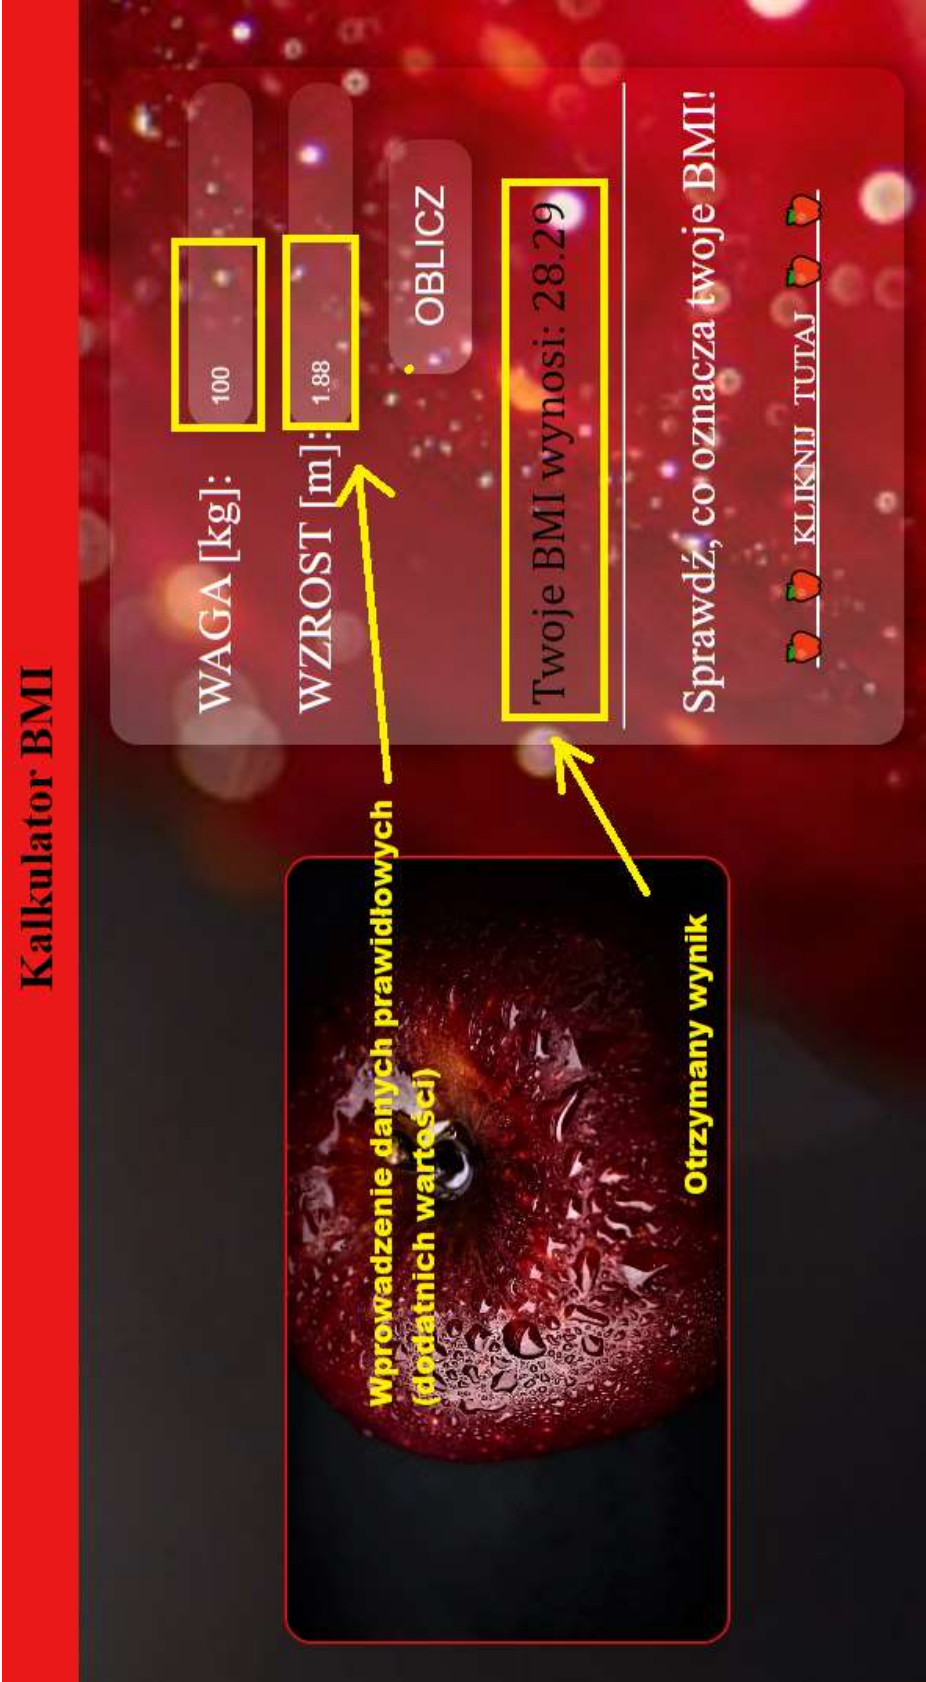 Kalkulator BMI
WAGA [kg]:
100
WZROST [m]:
1.88
OBLICZ
Twoje BMI wynosi: 28.29
Sprawdź, co oznacza twoje BMI!
KLIKNIJ TUTAJ
Wprowadzenie danych prawidłowych
(dodatnich wartości)
Otrzymany wynik